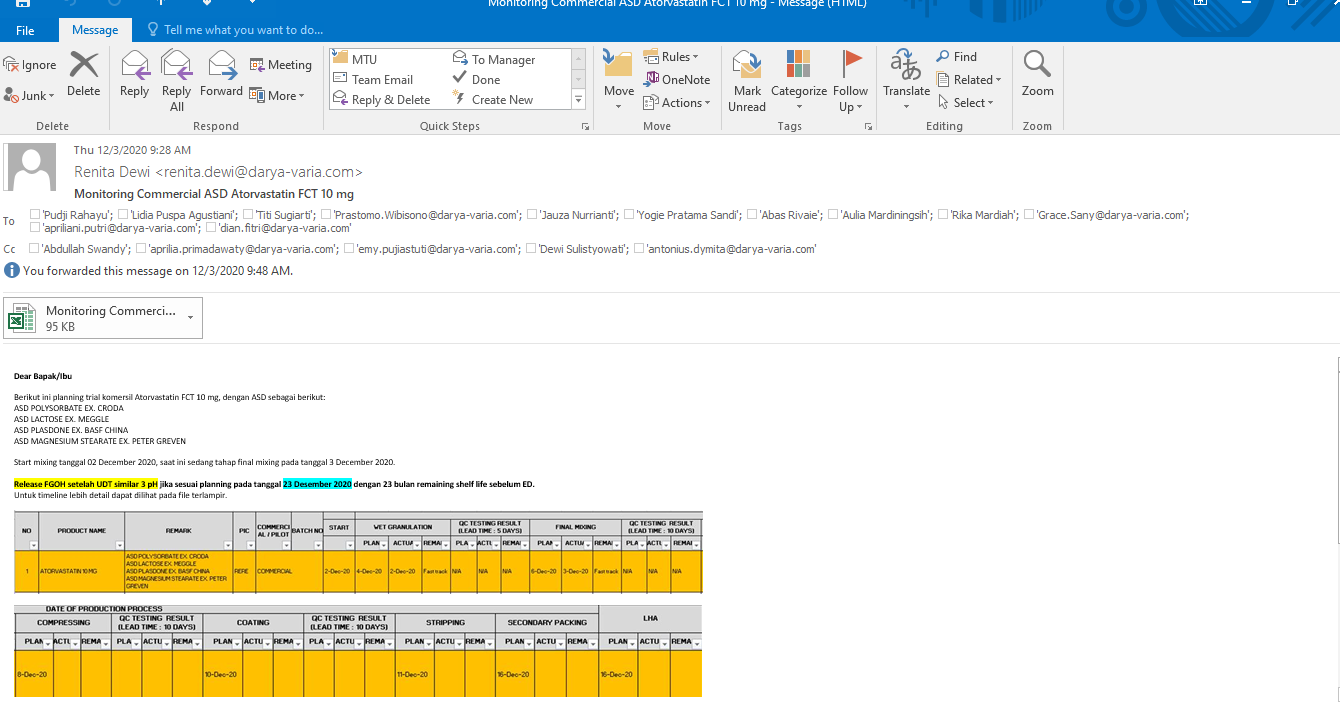 Monitoring Commercial ASD Atorvastatin FCT 10 mg - Message (HTML)
File
Message
Tell me what you want to do...
Ignore
Junk
Delete
Delete
Reply
Reply All
Forward
Meeting
More
Respond
MTU
Team Email
Reply & Delete
To Manager
Done
Create New
Quick Steps
Move
Rules
OneNote
Actions
Move
Mark Unread
Categorize
Follow Up
Tags
Translate
Find
Related
Select
Editing
Zoom
Zoom
Thu 12/3/2020 9:28 AM
Renita Dewi <renita.dewi@darya-varia.com>
Monitoring Commercial ASD Atorvastatin FCT 10 mg
To 'Pudji Rahayu'; 'Lidia Puspa Agustiani'; 'Titi Sugiarti'; 'Prastomo.Wibisono@darya-varia.com'; 'Jauza Nurrianti'; 'Yogie Pratama Sandi'; 'Abas Rivaie'; 'Aulia Mardiningsih'; 'Rika Mardiah'; 'Grace.Sany@darya-varia.com';
'apriliani.putri@darya-varia.com'; 'dian.fitri@darya-varia.com'
Cc 'Abdullah Swandy'; 'aprilia.primadawaty@darya-varia.com'; 'emy.pujiastuti@darya-varia.com'; 'Dewi Sulistyowati'; 'antonius.dymita@darya-varia.com'
You forwarded this message on 12/3/2020 9:48 AM.
Monitoring Commerci...
95 KB
Dear Bapak/Ibu
Berikut ini planning trial komersil Atorvastatin FCT 10 mg, dengan ASD sebagai berikut:
ASD POLYSORBATE EX. CRODA
ASD LACTOSE EX. MEGGLE
ASD PLASDONE EX. BASF CHINA
ASD MAGNESIUM STEARATE EX. PETER GREVEN
Start mixing tanggal 02 December 2020, saat ini sedang tahap final mixing pada tanggal 3 December 2020.
Release FGOH setelah UDT similar 3 pH jika sesuai planning pada tanggal 23 Desember 2020 dengan 23 bulan remaining shelf life sebelum ED.
Untuk timeline lebih detail dapat dilihat pada file terlampir.
NO PRODUCT NAME REMARK PIC COMMERCI AL / PILOT BATCH NO START WET GRANULATION QC TESTING RESULT (LEAD TIME : 5 DAYS) FINAL MIXING QC TESTING RESULT (LEAD TIME : 10 DAYS)
PLAN ACTUA REMA PLA ACTU REMA PLAN ACTUA REMA PLA ACTU REMA
1 ATORVASTATIN 10 MG ASD POLYSORBATE EX. CRODA
ASD LACTOSE EX. MEGGLE
ASD PLASDONE EX. BASF CHINA
ASD MAGNESIUM STEARATE EX. PETER GREVEN
RERE COMMERCIAL 2-Dec-20 4-Dec-20 2-Dec-20 Fast track N/A N/A N/A 6-Dec-20 3-Dec-20 Fast track N/A N/A N/A
DATE OF PRODUCTION PROCESS
COMPRESSING QC TESTING RESULT (LEAD TIME : 10 DAYS) COATING QC TESTING RESULT (LEAD TIME : 10 DAYS) STRIPPING SECONDARY PACKING LHA
PLAN ACTU REMA PLA ACTU REMA PLAN ACTU REMA PLA ACTU REMA PLAN ACTU REMA PLAN ACTU REMA PLAN ACTU REMA
8-Dec-20 10-Dec-20 11-Dec-20 16-Dec-20 16-Dec-20